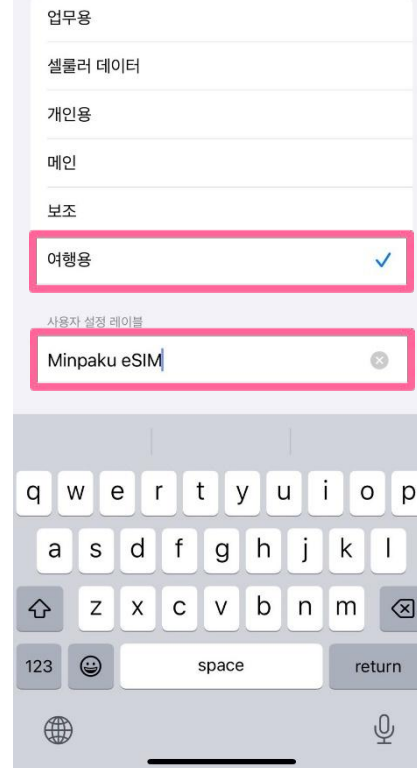 업무용
셀룰러 데이터
개인용
메인
보조
여행용
사용자 설정 레이블
Minpaku eSIM
q w e r t y u i o p
a s d f g h j k l
z x c v b n m
123 space return